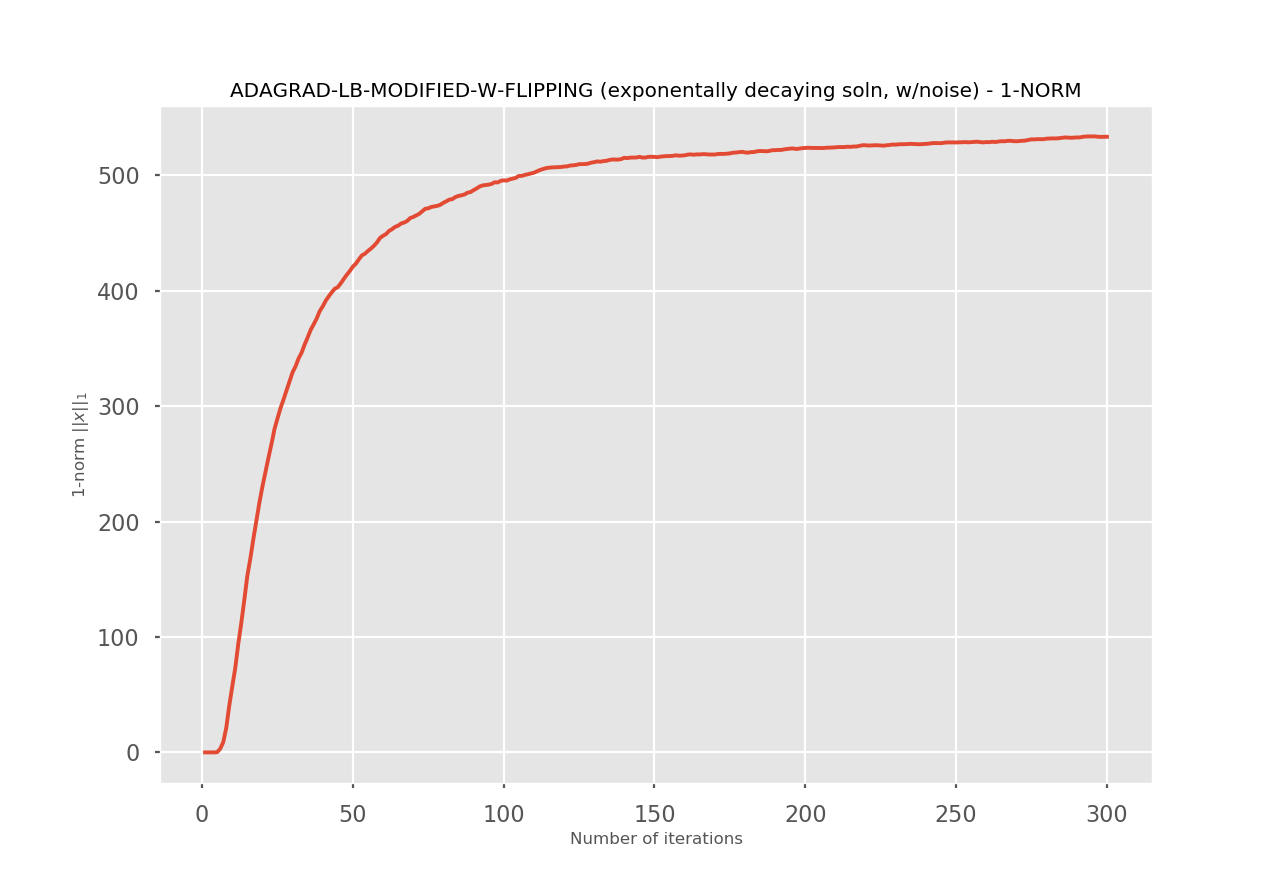 ADAGRAD-LB-MODIFIED-W-FLIPPING (exponentially decaying soln, w/noise) - 1-NORM
1-norm ||x||₁
500
400
300
200
100
0
0 50 100 150 200 250 300
Number of iterations